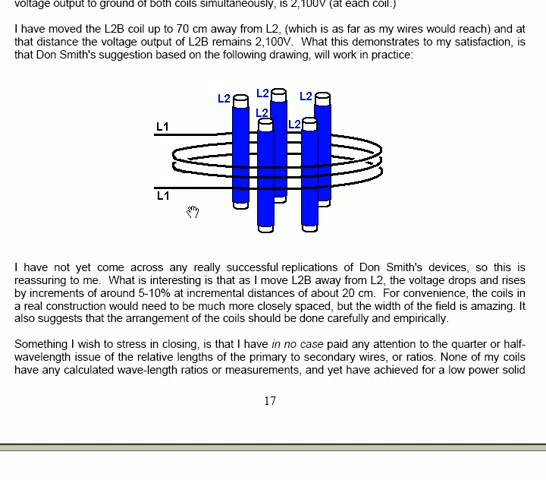 voltage output to ground of both coils simultaneously, is 2,100V (at each coil.)
I have moved the L2B coil up to 70 cm away from L2, (which is as far as my wires would reach) and at
that distance the voltage output of L2B remains 2,100V. What this demonstrates to my satisfaction, is
that Don Smith's suggestion based on the following drawing, will work in practice:
L2
L2
L2
L2
L2
L1
L1
I have not yet come across any really successful replications of Don Smith's devices, so this is
reassuring to me. What is interesting is that as I move L2B away from L2, the voltage drops and rises
by increments of around 5-10% at incremental distances of about 20 cm. For convenience, the coils in
a real construction would need to be much more closely spaced, but the width of the field is amazing. It
also suggests that the arrangement of the coils should be done carefully and empirically.
Something I wish to stress in closing, is that I have in no case paid any attention to the quarter or half-
wavelength issue of the relative lengths of the primary to secondary wires, or ratios. None of my coils
have any calculated wave-length ratios or measurements, and yet have achieved for a low power solid
17